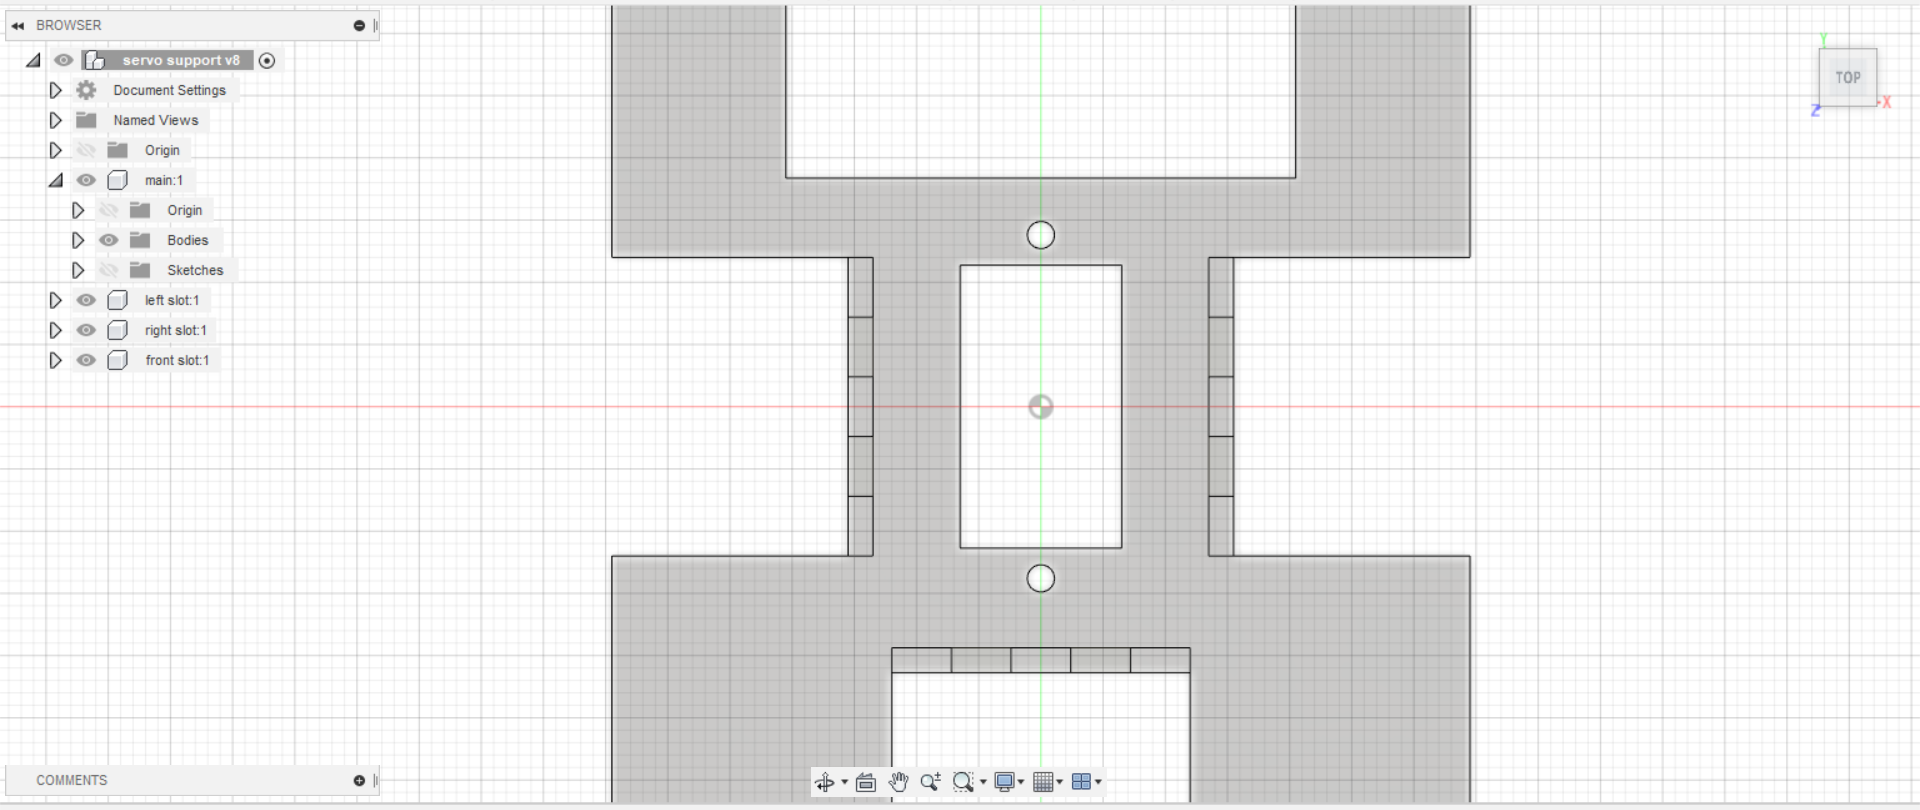 BROWSER
servo support v8
Document Settings
Named Views
Origin
main:1
Origin
Bodies
Sketches
left slot:1
right slot:1
front slot:1
COMMENTS
Y
TOP
X
Z